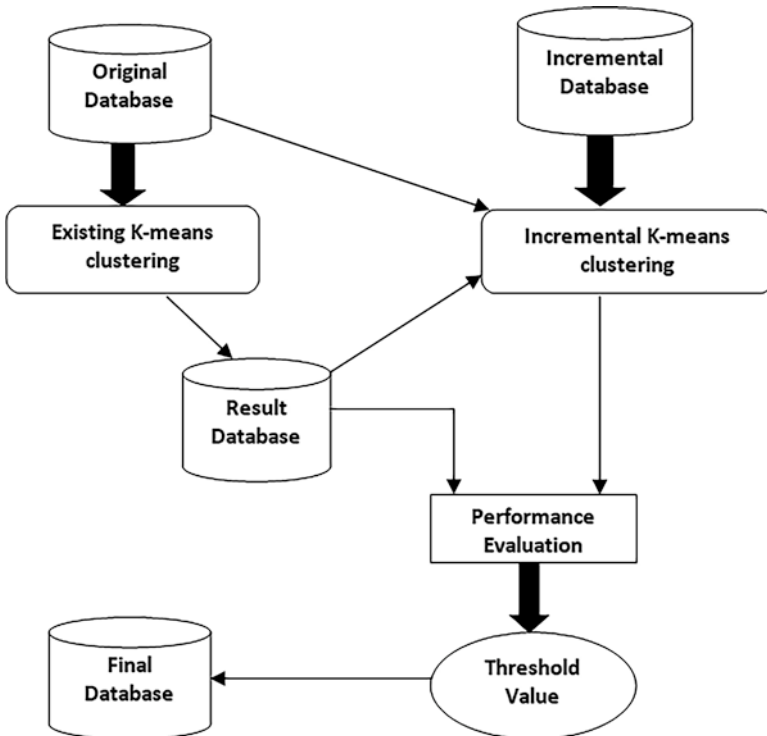 Original
Database
Incremental
Database
Existing K-means
clustering
Incremental K-means
clustering
Result
Database
Performance
Evaluation
Final
Database
Threshold
Value